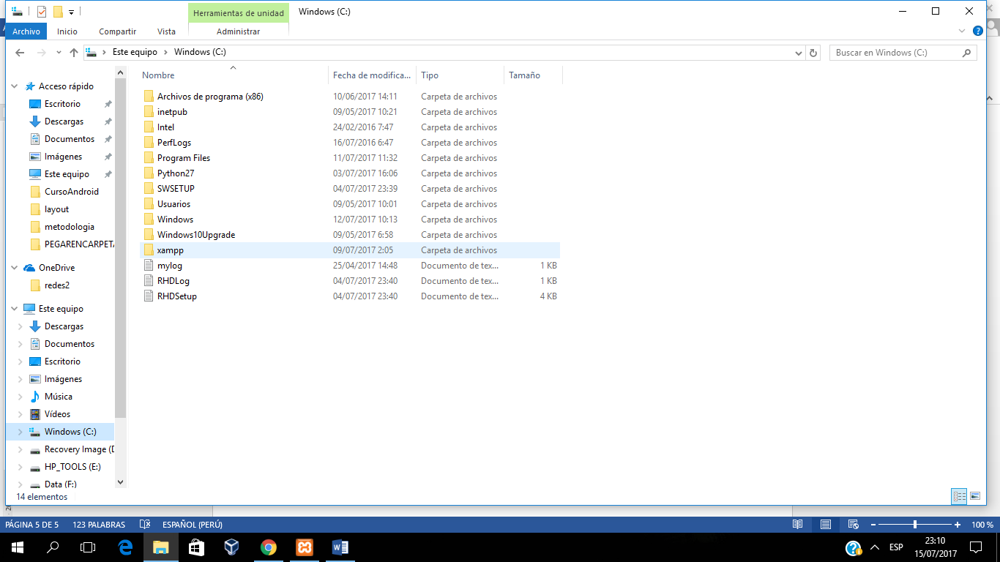 Herramientas de unidad
Windows (C:)
Archivo
Inicio
Compartir
Vista
Administrar
Este equipo > Windows (C:)
Buscar en Windows (C:)
Acceso rápido
Escritorio
Descargas
Documentos
Imágenes
Este equipo
CursoAndroid
layout
metodologia
PEGARENCARPETA
OneDrive
redes2
Este equipo
Descargas
Documentos
Escritorio
Imágenes
Música
Vídeos
Windows (C:)
Recovery Image (D
HP_TOOLS (E:)
Data (F:)
Nombre Fecha de modifica... Tipo Tamaño
Archivos de programa (x86) 10/06/2017 14:11 Carpeta de archivos
inetpub 09/05/2017 10:21 Carpeta de archivos
Intel 24/02/2016 7:47 Carpeta de archivos
PerfLogs 16/07/2016 6:47 Carpeta de archivos
Program Files 11/07/2017 11:32 Carpeta de archivos
Python27 03/07/2017 16:06 Carpeta de archivos
SWSETUP 04/07/2017 23:39 Carpeta de archivos
Usuarios 09/05/2017 10:01 Carpeta de archivos
Windows 12/07/2017 10:13 Carpeta de archivos
Windows10Upgrade 09/05/2017 6:58 Carpeta de archivos
xampp 09/07/2017 2:05 Carpeta de archivos
mylog 25/04/2017 14:48 Documento de tex... 1 KB
RHDLog 04/07/2017 23:40 Documento de tex... 1 KB
RHDSetup 04/07/2017 23:40 Documento de tex... 4 KB
14 elementos
PÁGINA 5 DE 5 123 PALABRAS ESPAÑOL (PERÚ) 100 %
ESP
23:10
15/07/2017